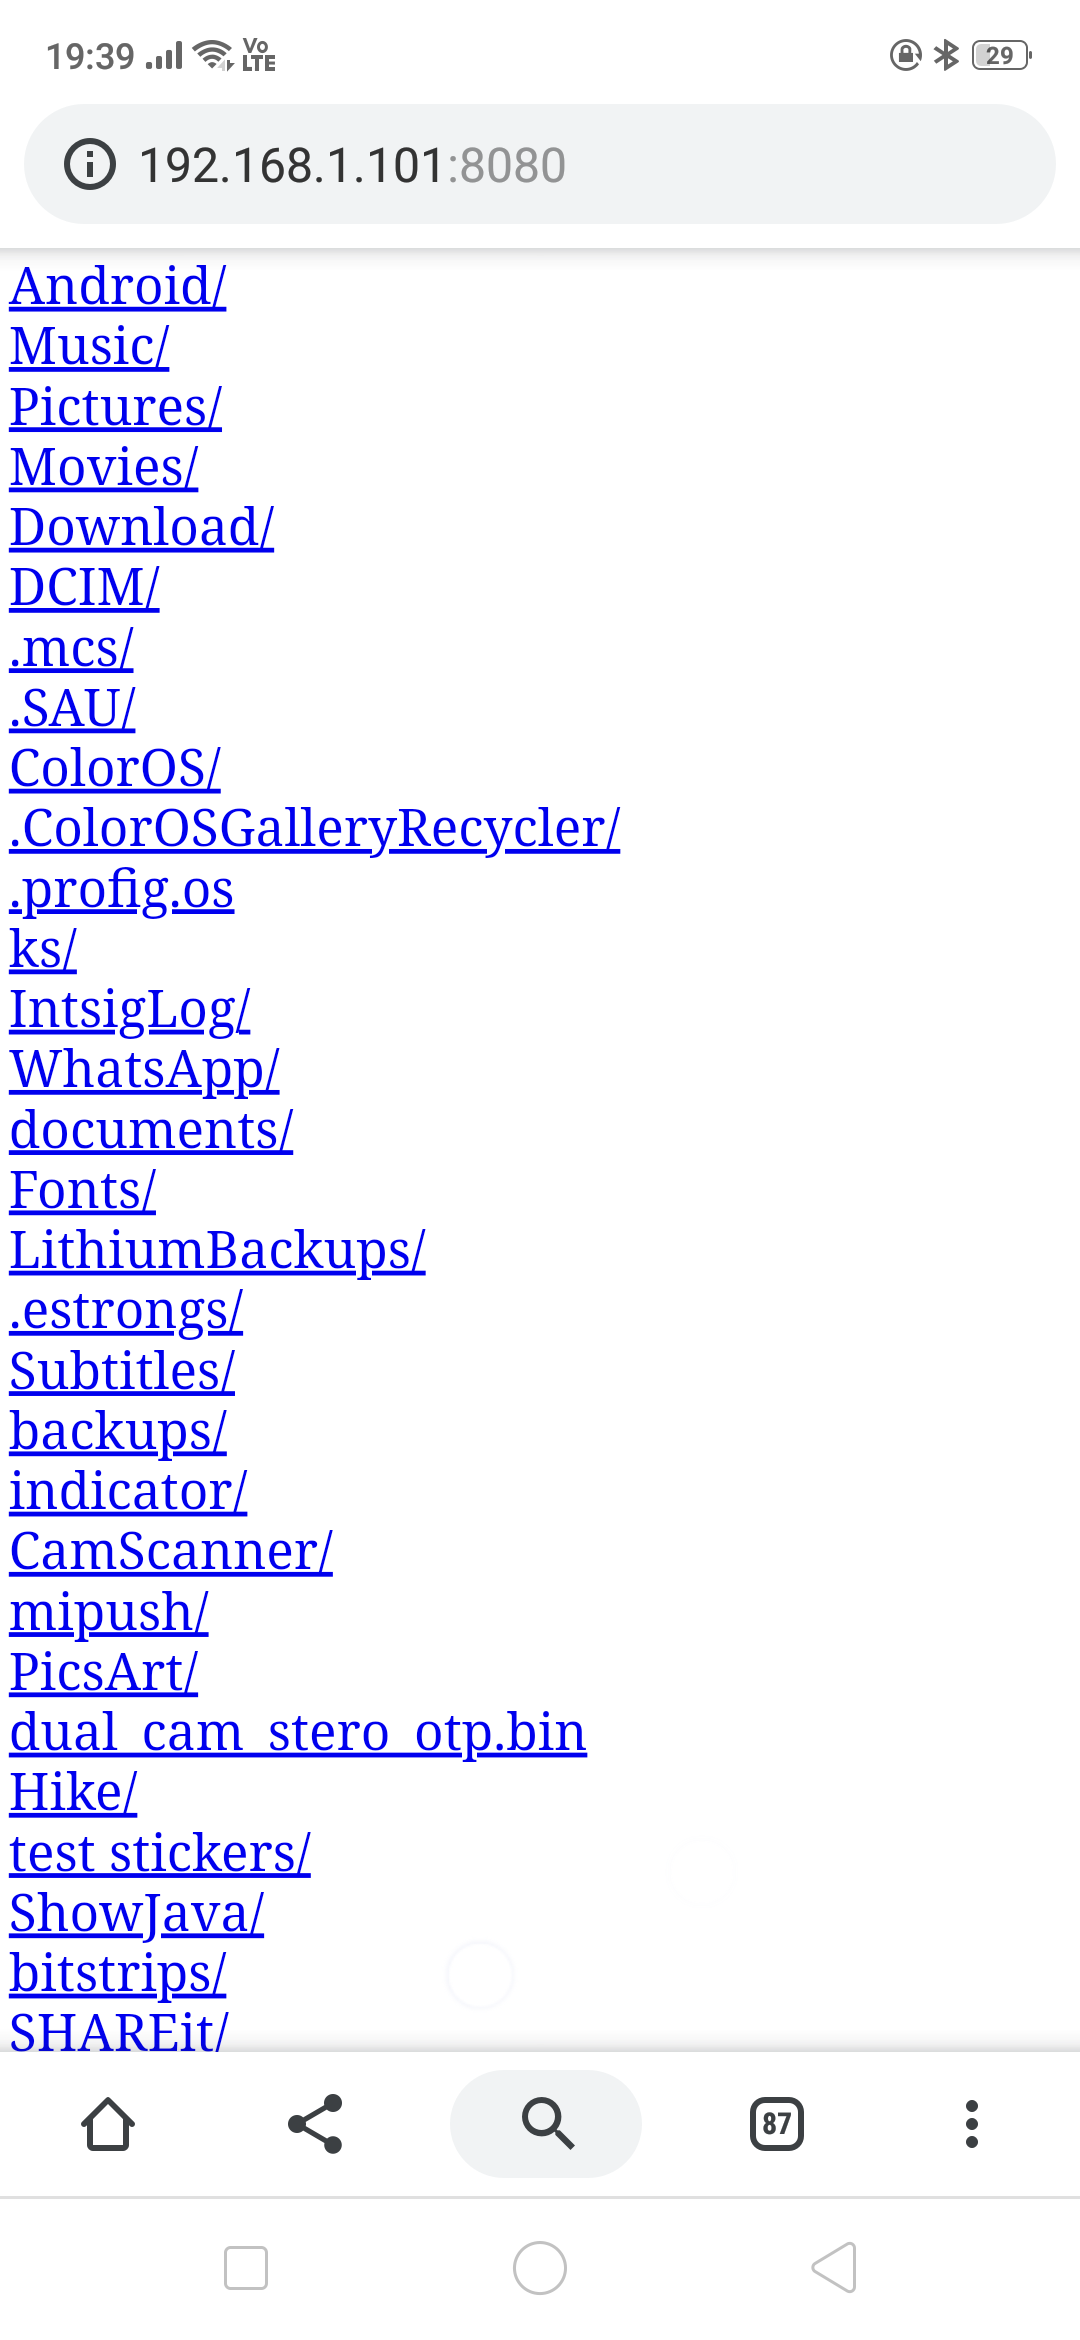 19:39 Vo LTE 29
192.168.1.101:8080
Android/
Music/
Pictures/
Movies/
Download/
DCIM/
.mcs/
.SAU/
ColorOS/
.ColorOSGalleryRecycler/
.profig.os
ks/
IntsigLog/
WhatsApp/
documents/
Fonts/
LithiumBackups/
.estrongs/
Subtitles/
backups/
indicator/
CamScanner/
mipush/
PicsArt/
dual_cam_stero_otp.bin
Hike/
test stickers/
ShowJava/
bitstrips/
SHAREit/
87